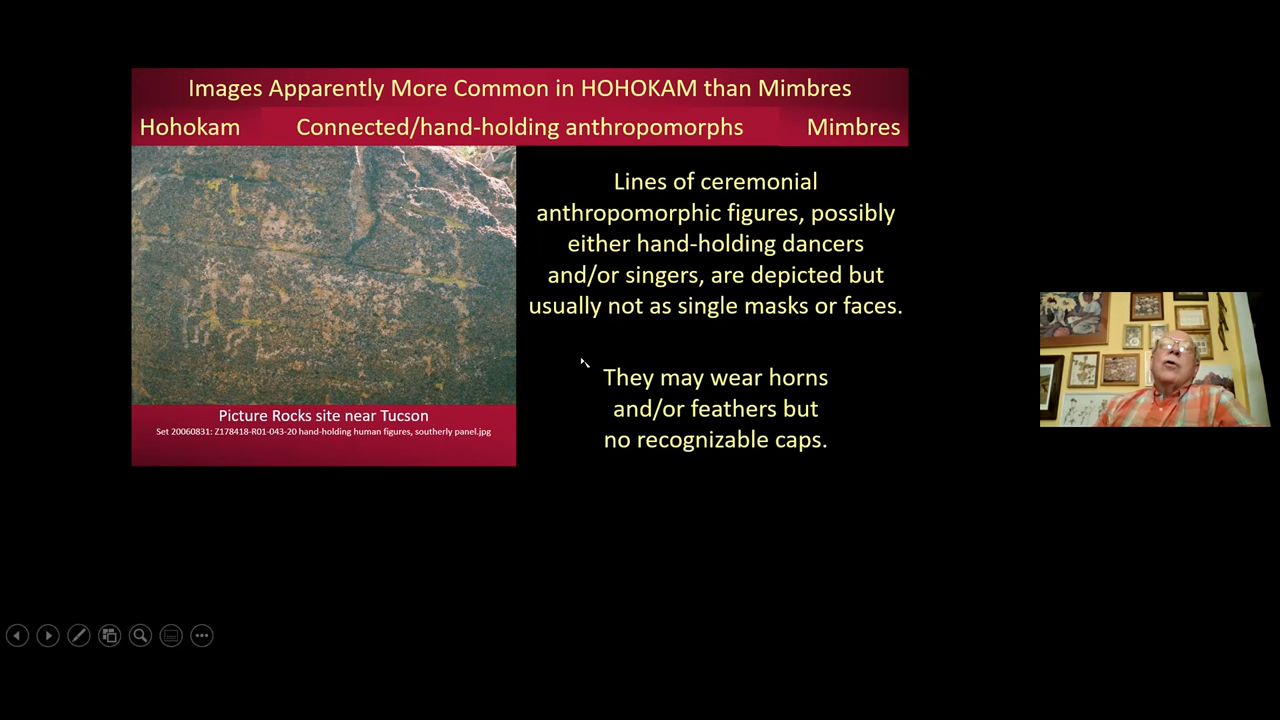 Images Apparently More Common in HOHOKAM than Mimbres
Hohokam Connected/hand-holding anthropomorphs Mimbres
Lines of ceremonial
anthropomorphic figures, possibly
either hand-holding dancers
and/or singers, are depicted but
usually not as single masks or faces.
They may wear horns
and/or feathers but
no recognizable caps.
Picture Rocks site near Tucson
Set 20060831: Z178418-R01-043-20 hand-holding human figures, southerly panel.jpg